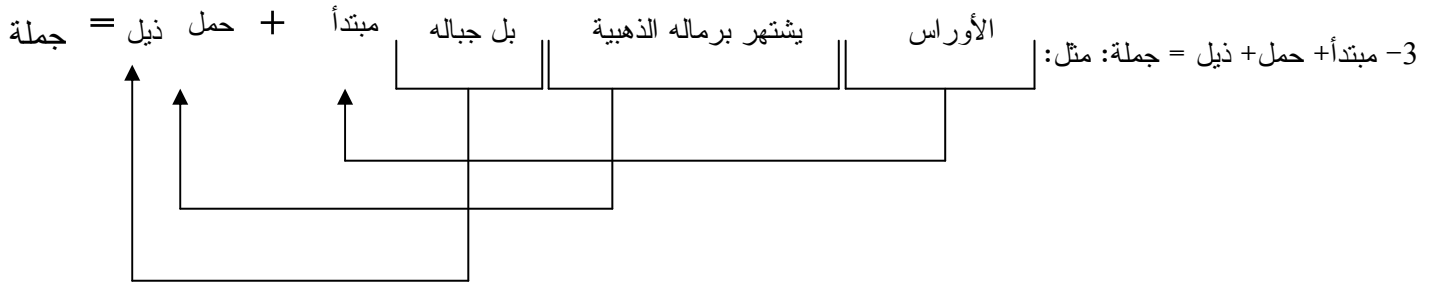 3- مبتدأ+ حمل+ ذيل = جملة: مثل: الأوراس يشتهر برماله الذهبية بل جباله مبتدأ + حمل ذيل = جملة